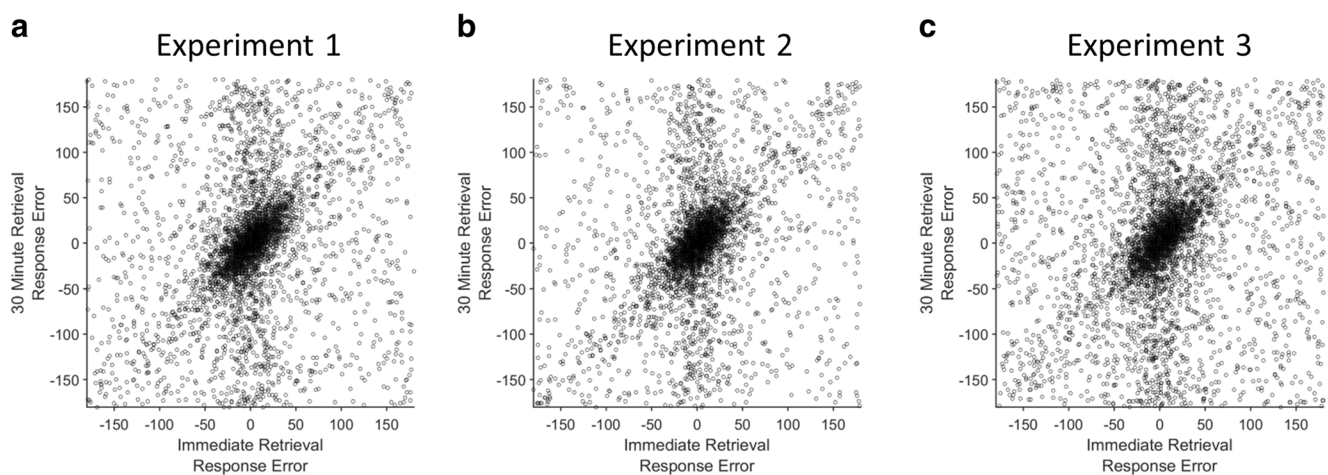 a
Experiment 1
150
100
50
0
-50
-100
-150
30 Minute Retrieval
Response Error
-150 -100 -50 0 50 100 150
Immediate Retrieval
Response Error
b
Experiment 2
150
100
50
0
-50
-100
-150
30 Minute Retrieval
Response Error
-150 -100 -50 0 50 100 150
Immediate Retrieval
Response Error
c
Experiment 3
150
100
50
0
-50
-100
-150
30 Minute Retrieval
Response Error
-150 -100 -50 0 50 100 150
Immediate Retrieval
Response Error